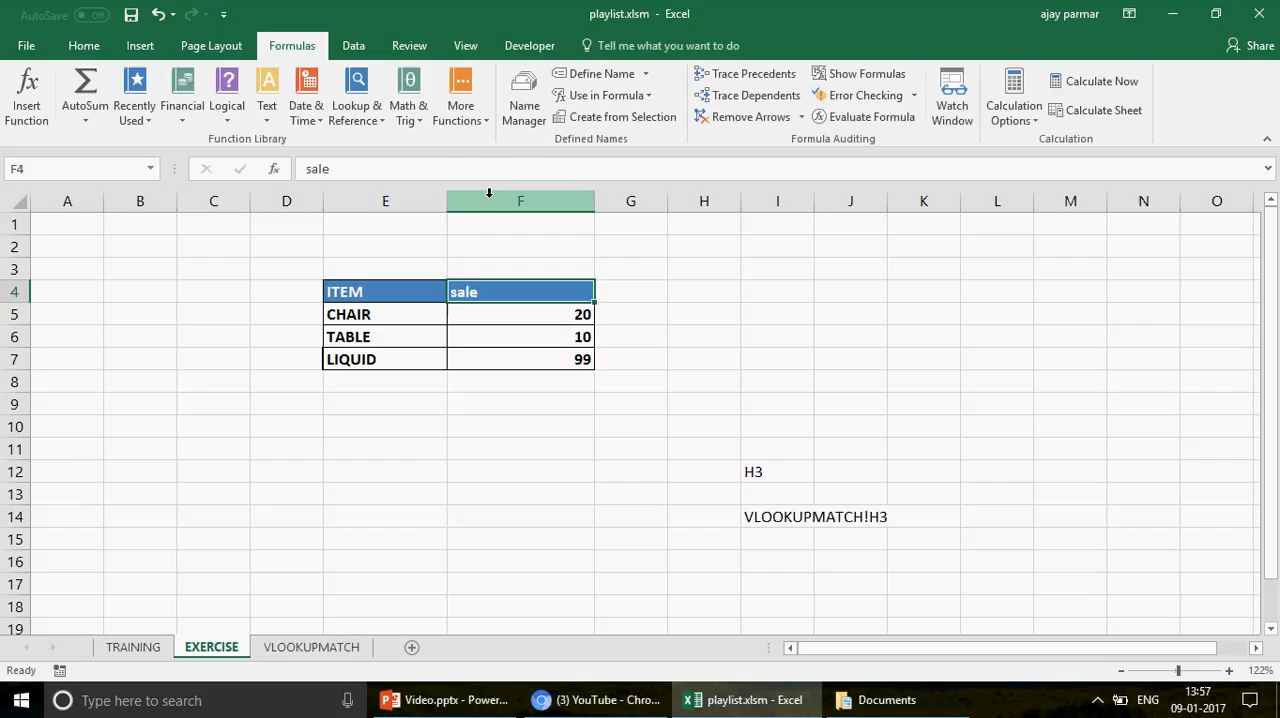 AutoSave Off
playlist.xlsm - Excel
ajay parmar
File Home Insert Page Layout Formulas Data Review View Developer Tell me what you want to do Share
Insert Function
AutoSum
Recently Used
Financial
Logical
Text
Date & Time
Lookup & Reference
Math & Trig
More Functions
Function Library
Name Manager
Define Name
Use in Formula
Create from Selection
Defined Names
Trace Precedents
Trace Dependents
Remove Arrows
Show Formulas
Error Checking
Evaluate Formula
Formula Auditing
Watch Window
Calculation Options
Calculate Now
Calculate Sheet
Calculation
F4 fx sale
A B C D E F G H I J K L M N O
1
2
3
4 ITEM sale
5 CHAIR 20
6 TABLE 10
7 LIQUID 99
8
9
10
11
12 H3
13
14 VLOOKUPMATCH!H3
15
16
17
18
19
TRAINING EXERCISE VLOOKUPMATCH
Ready 122%
Type here to search
Video.pptx - Power...
(3) YouTube - Chro...
playlist.xlsm - Excel
Documents
ENG
13:57
09-01-2017